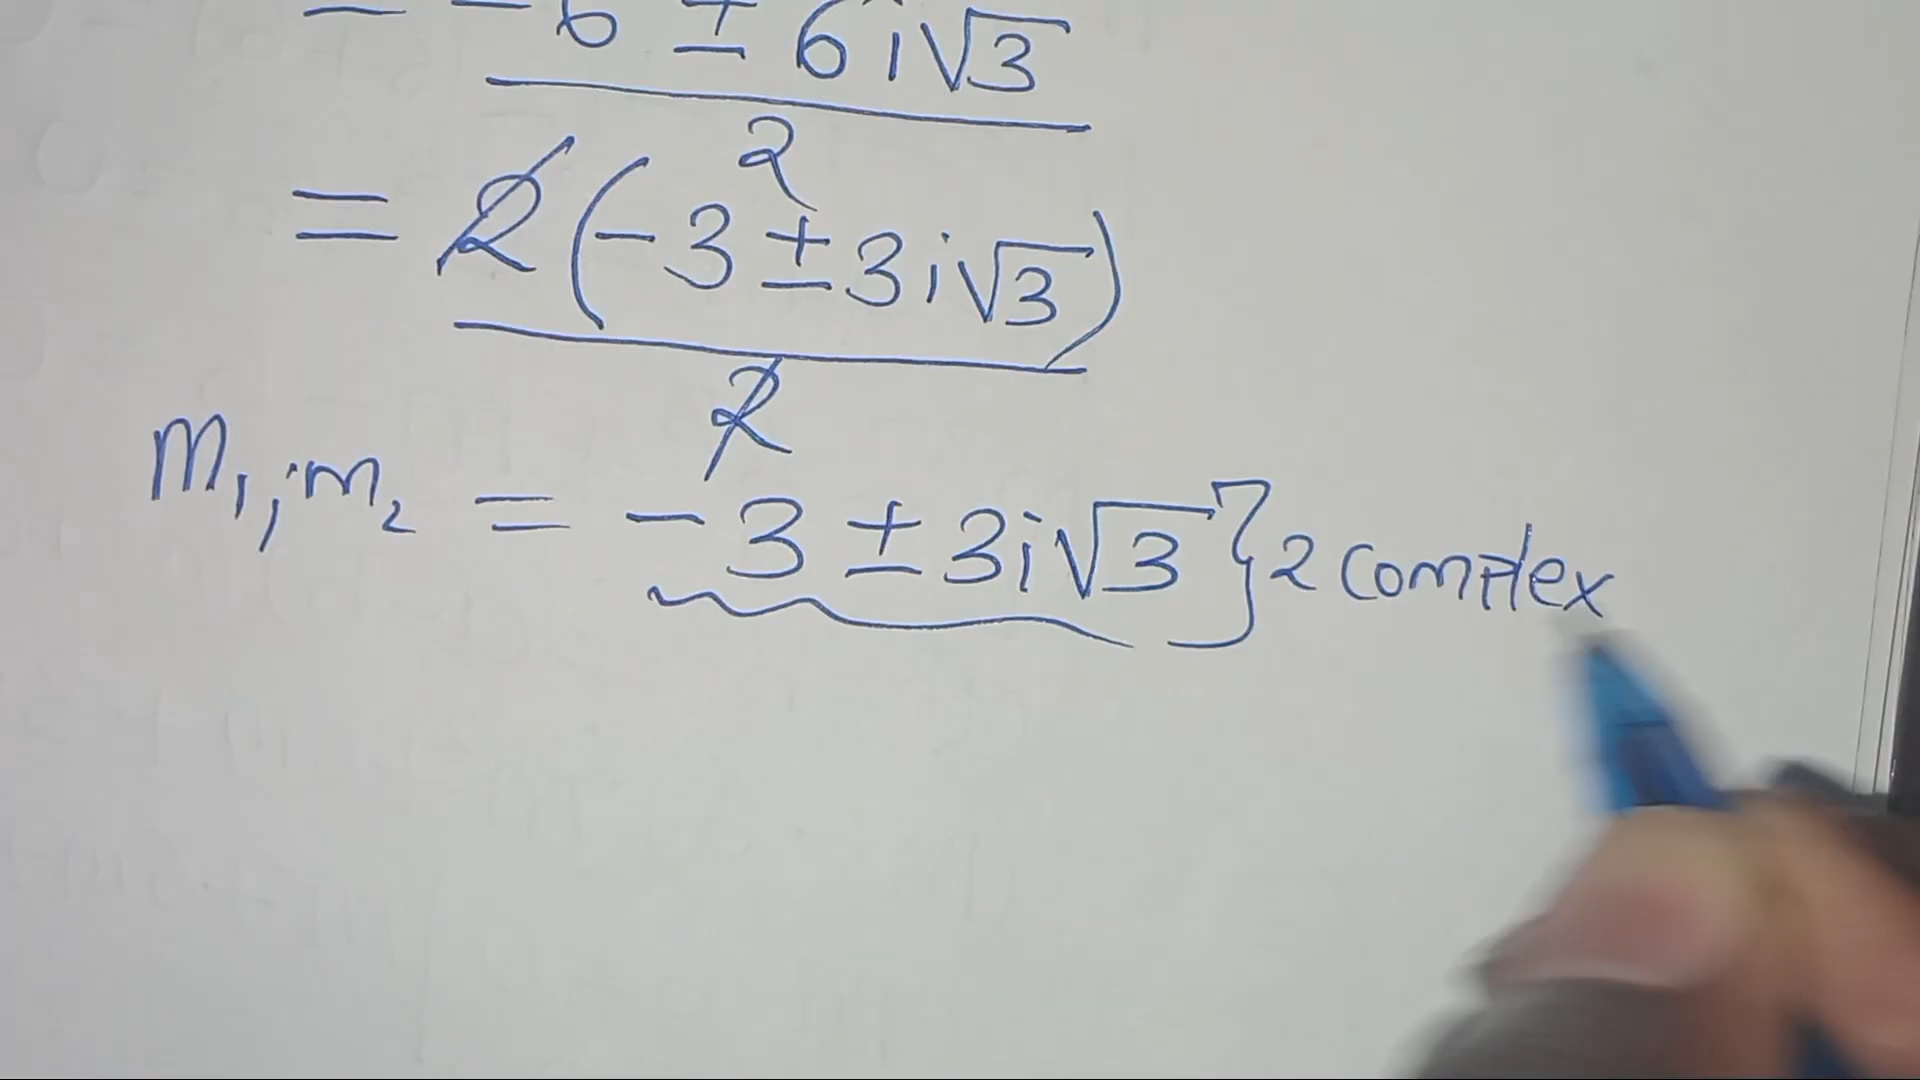 = -6 ± 6i√3
2
= 2(-3 ± 3i√3)
2
m₁, m₂ = -3 ± 3i√3 } 2 complex